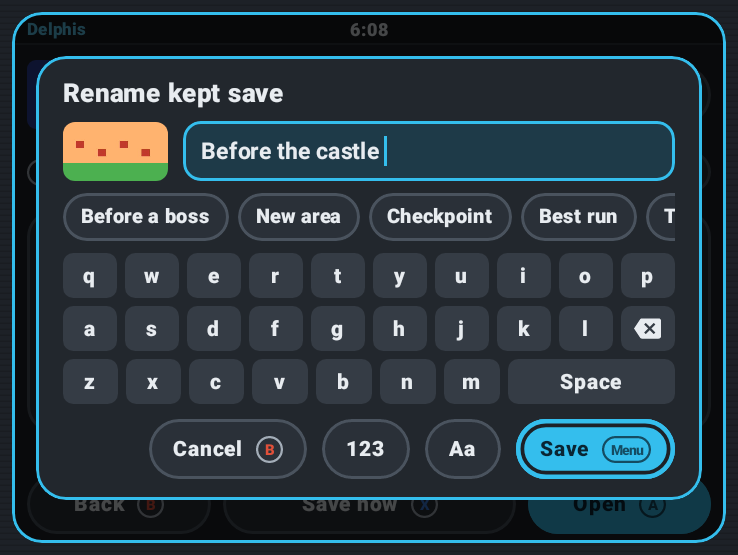 Delphis 6:08
Rename kept save
Before the castle
Before a boss New area Checkpoint Best run T
q w e r t y u i o p
a s d f g h j k l
z x c v b n m Space
Cancel B 123 Aa Save Menu
Back B Save now X Open A